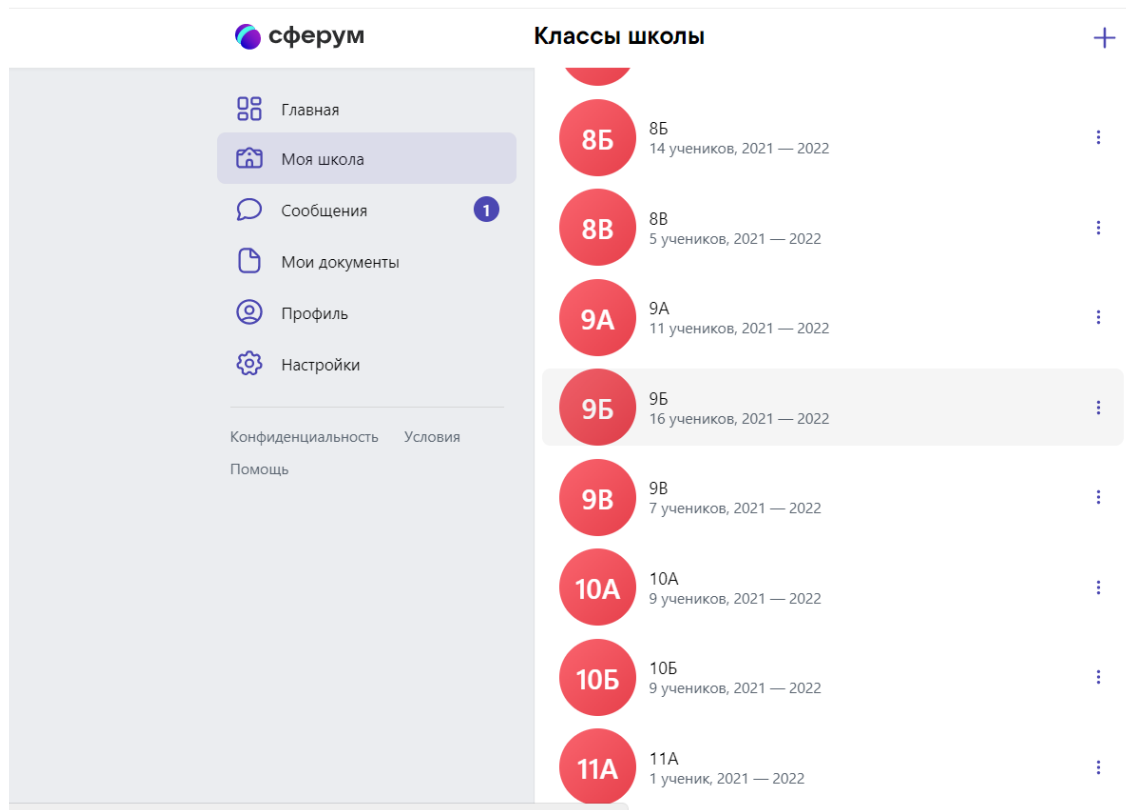 сферум
Классы школы
Главная
Моя школа
Сообщения
1
Мои документы
Профиль
Настройки
Конфиденциальность Условия
Помощь
8Б
8Б
14 учеников, 2021 — 2022
8В
8В
5 учеников, 2021 — 2022
9А
9А
11 учеников, 2021 — 2022
9Б
9Б
16 учеников, 2021 — 2022
9В
9В
7 учеников, 2021 — 2022
10А
10А
9 учеников, 2021 — 2022
10Б
10Б
9 учеников, 2021 — 2022
11А
11А
1 ученик, 2021 — 2022